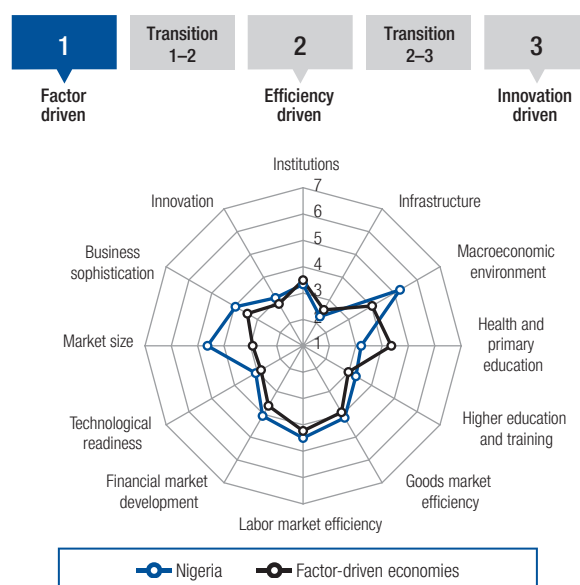 1
Transition
1–2
2
Transition
2–3
3
Factor
driven
Efficiency
driven
Innovation
driven
Institutions
Infrastructure
Macroeconomic
environment
Health and
primary
education
Higher education
and training
Goods market
efficiency
Labor market efficiency
Financial market
development
Technological
readiness
Market size
Business
sophistication
Innovation
7
6
5
4
3
2
1
Nigeria
Factor-driven economies